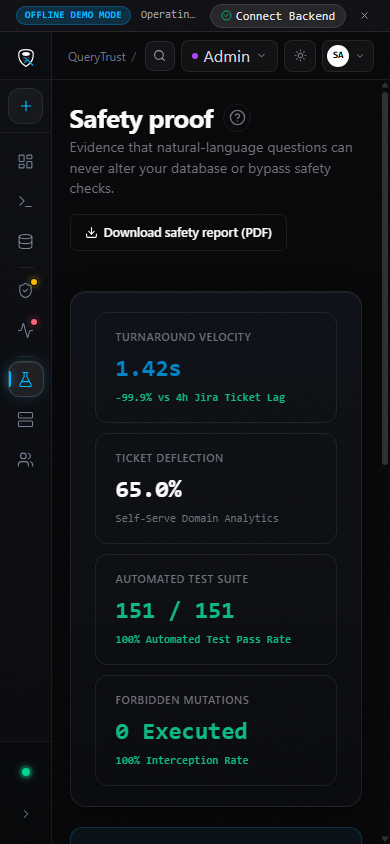 OFFLINE DEMO MODE Operatin… Connect Backend
QueryTrust / Admin SA
Safety proof
Evidence that natural-language questions can
never alter your database or bypass safety
checks.
Download safety report (PDF)
TURNAROUND VELOCITY
1.42s
-99.9% vs 4h Jira Ticket Lag
TICKET DEFLECTION
65.0%
Self-Serve Domain Analytics
AUTOMATED TEST SUITE
151 / 151
100% Automated Test Pass Rate
FORBIDDEN MUTATIONS
0 Executed
100% Interception Rate